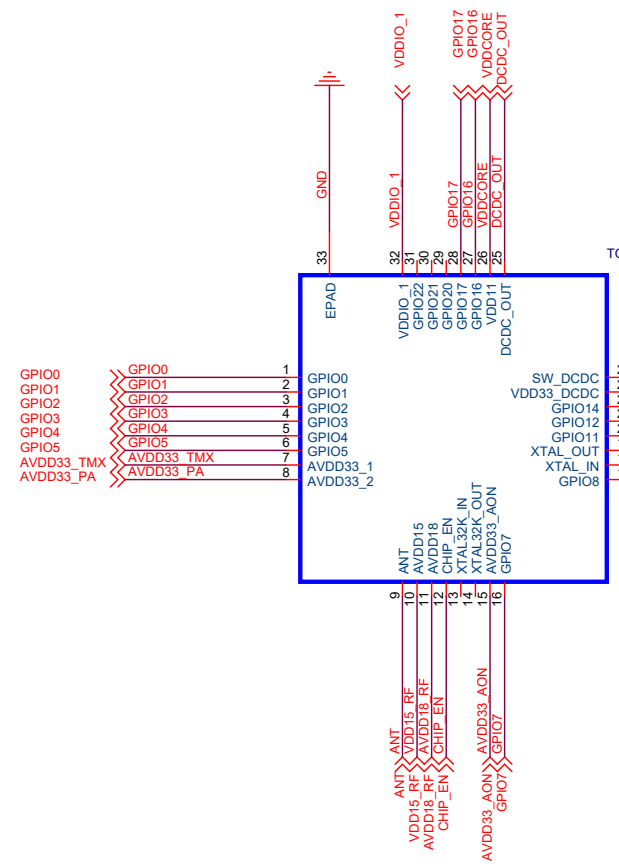 VDDIO_1
GPIO17
GPIO16
VDDCORE
DCDC_OUT
GND
VDDIO_1
GPIO17
GPIO16
VDDCORE
DCDC_OUT
33
32
31
30
29
28
27
26
25
EPAD
VDDIO_1
GPIO22
GPIO21
GPIO20
GPIO17
GPIO16
VDD11
DCDC_OUT
GPIO0 GPIO0 1 GPIO0
GPIO1 GPIO1 2 GPIO1
GPIO2 GPIO2 3 GPIO2
GPIO3 GPIO3 4 GPIO3
GPIO4 GPIO4 5 GPIO4
GPIO5 GPIO5 6 GPIO5
AVDD33_TMX AVDD33_TMX 7 AVDD33_1
AVDD33_PA AVDD33_PA 8 AVDD33_2
SW_DCDC
VDD33_DCDC
GPIO14
GPIO12
GPIO11
XTAL_OUT
XTAL_IN
GPIO8
ANT
AVDD15
AVDD18
CHIP_EN
XTAL32K_IN
XTAL32K_OUT
AVDD33_AON
GPIO7
9
10
11
12
13
14
15
16
ANT
VDD15_RF
AVDD18_RF
CHIP_EN
AVDD33_AON
GPIO7
ANT
VDD15_RF
AVDD18_RF
CHIP_EN
AVDD33_AON
GPIO7